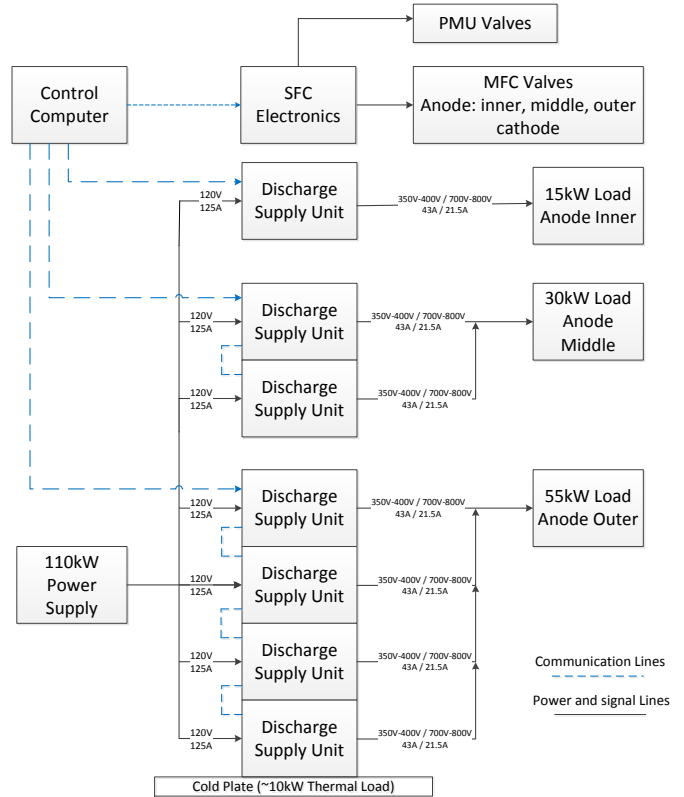 PMU Valves
Control
Computer
SFC
Electronics
MFC Valves
Anode: inner, middle, outer
cathode
120V
125A
Discharge
Supply Unit
350V-400V / 700V-800V
43A / 21.5A
15kW Load
Anode Inner
120V
125A
Discharge
Supply Unit
350V-400V / 700V-800V
43A / 21.5A
30kW Load
Anode
Middle
120V
125A
Discharge
Supply Unit
350V-400V / 700V-800V
43A / 21.5A
120V
125A
Discharge
Supply Unit
350V-400V / 700V-800V
43A / 21.5A
55kW Load
Anode Outer
110kW
Power
Supply
120V
125A
Discharge
Supply Unit
350V-400V / 700V-800V
43A / 21.5A
120V
125A
Discharge
Supply Unit
350V-400V / 700V-800V
43A / 21.5A
120V
125A
Discharge
Supply Unit
350V-400V / 700V-800V
43A / 21.5A
Communication Lines
Power and signal Lines
Cold Plate (~10kW Thermal Load)